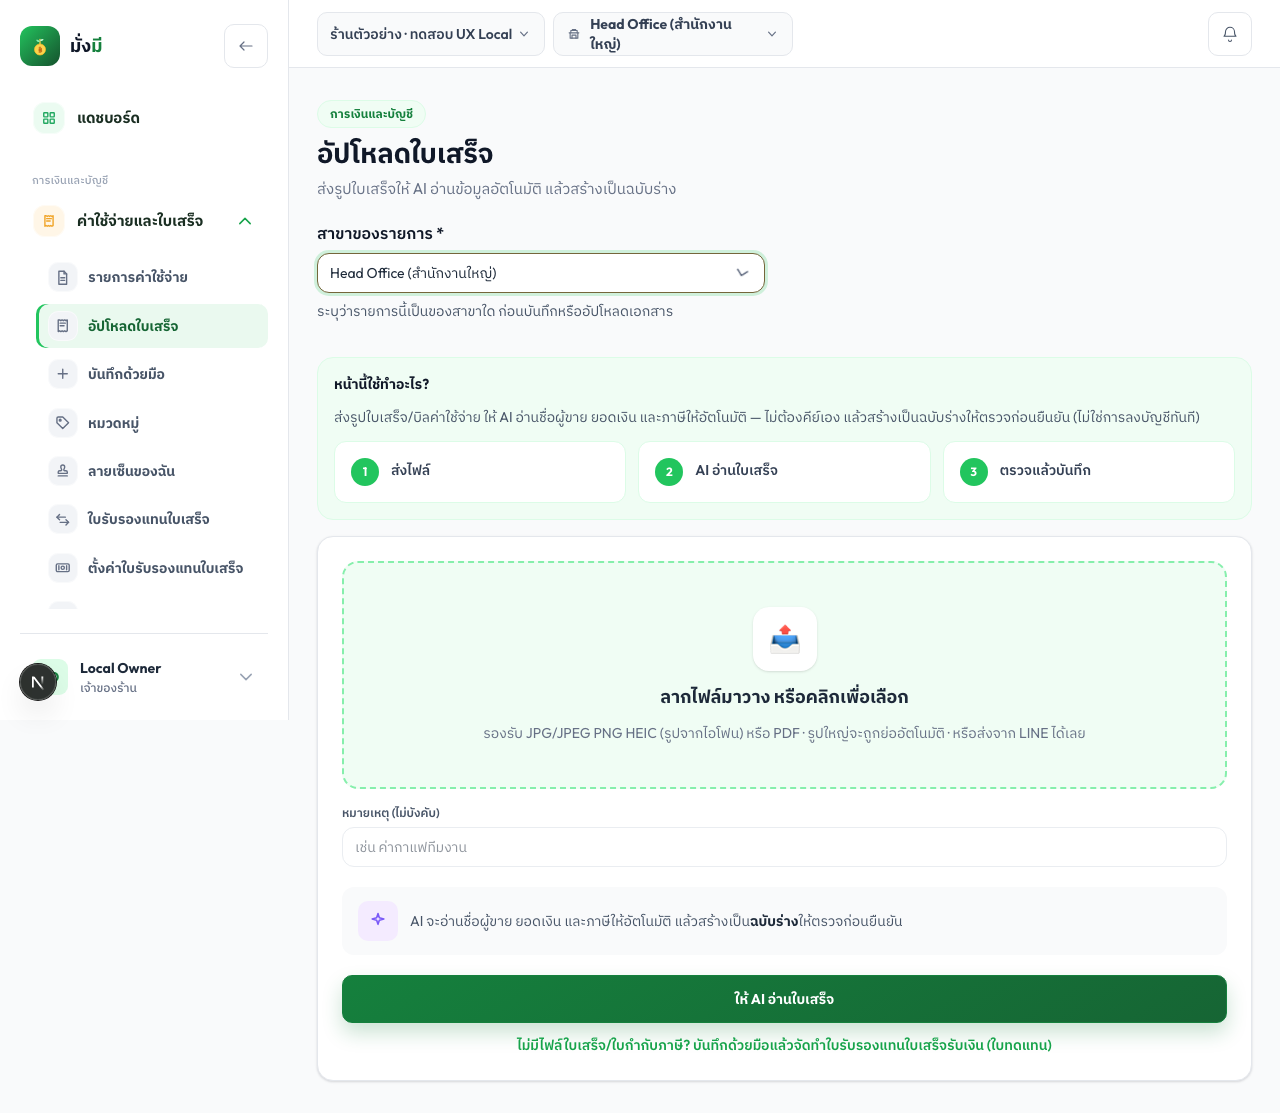 มั่งมี
แดชบอร์ด
การเงินและบัญชี
ค่าใช้จ่ายและใบเสร็จ
รายการค่าใช้จ่าย
อัปโหลดใบเสร็จ
บันทึกด้วยมือ
หมวดหมู่
ลายเซ็นของฉัน
ใบรับรองแทนใบเสร็จ
ตั้งค่าใบรับรองแทนใบเสร็จ
N
Local Owner
เจ้าของร้าน
ร้านตัวอย่าง · ทดสอบ UX Local
Head Office (สำนักงาน
ใหญ่)
การเงินและบัญชี
อัปโหลดใบเสร็จ
ส่งรูปใบเสร็จให้ AI อ่านข้อมูลอัตโนมัติ แล้วสร้างเป็นฉบับร่าง
สาขาของรายการ *
Head Office (สำนักงานใหญ่)
ระบุว่ารายการนี้เป็นของสาขาใด ก่อนบันทึกหรืออัปโหลดเอกสาร
หน้านี้ใช้ทำอะไร?
ส่งรูปใบเสร็จ/บิลค่าใช้จ่าย ให้ AI อ่านชื่อผู้ขาย ยอดเงิน และภาษีให้อัตโนมัติ — ไม่ต้องคีย์เอง แล้วสร้างเป็นฉบับร่างให้ตรวจก่อนยืนยัน (ไม่ใช่การลงบัญชีทันที)
1 ส่งไฟล์
2 AI อ่านใบเสร็จ
3 ตรวจแล้วบันทึก
ลากไฟล์มาวาง หรือคลิกเพื่อเลือก
รองรับ JPG/JPEG PNG HEIC (รูปจากไอโฟน) หรือ PDF · รูปใหญ่จะถูกย่ออัตโนมัติ · หรือส่งจาก LINE ได้เลย
หมายเหตุ (ไม่บังคับ)
เช่น ค่ากาแฟทีมงาน
AI จะอ่านชื่อผู้ขาย ยอดเงิน และภาษีให้อัตโนมัติ แล้วสร้างเป็นฉบับร่างให้ตรวจก่อนยืนยัน
ให้ AI อ่านใบเสร็จ
ไม่มีไฟล์ใบเสร็จ/ใบกำกับภาษี? บันทึกด้วยมือแล้วจัดทำใบรับรองแทนใบเสร็จรับเงิน (ใบทดแทน)